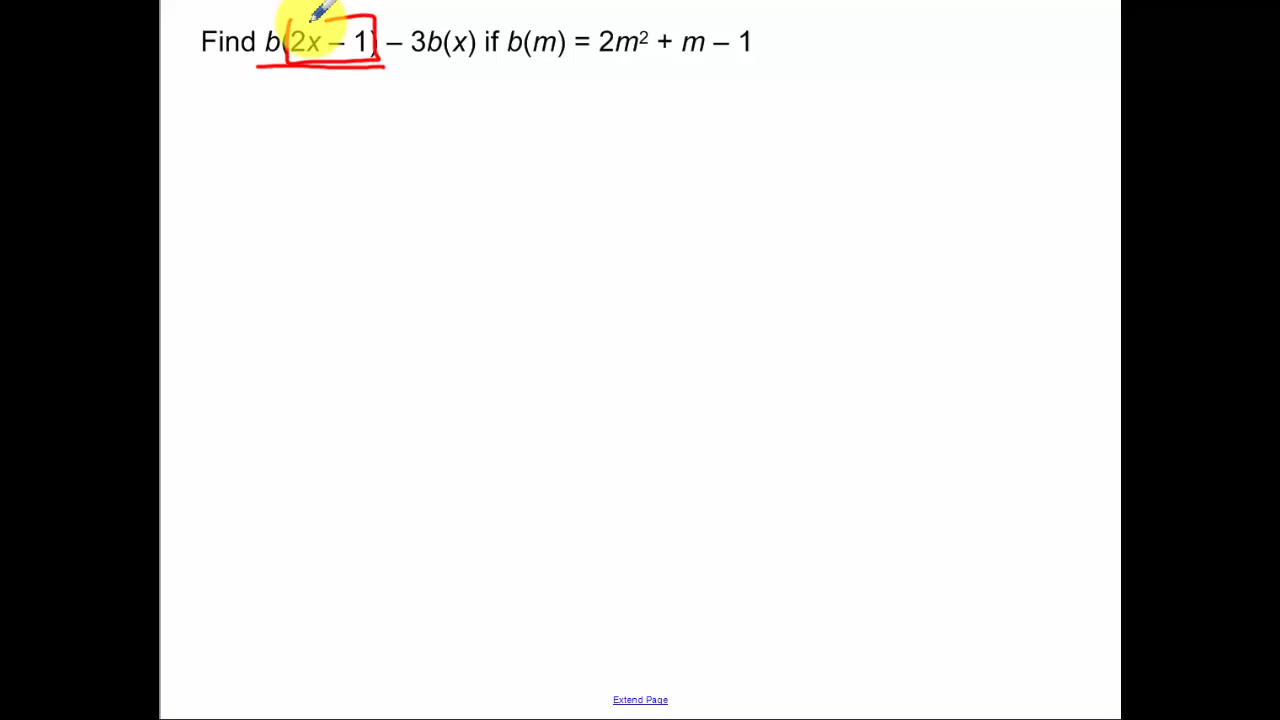 Find b(2x – 1) – 3b(x) if b(m) = 2m² + m – 1
Extend Page